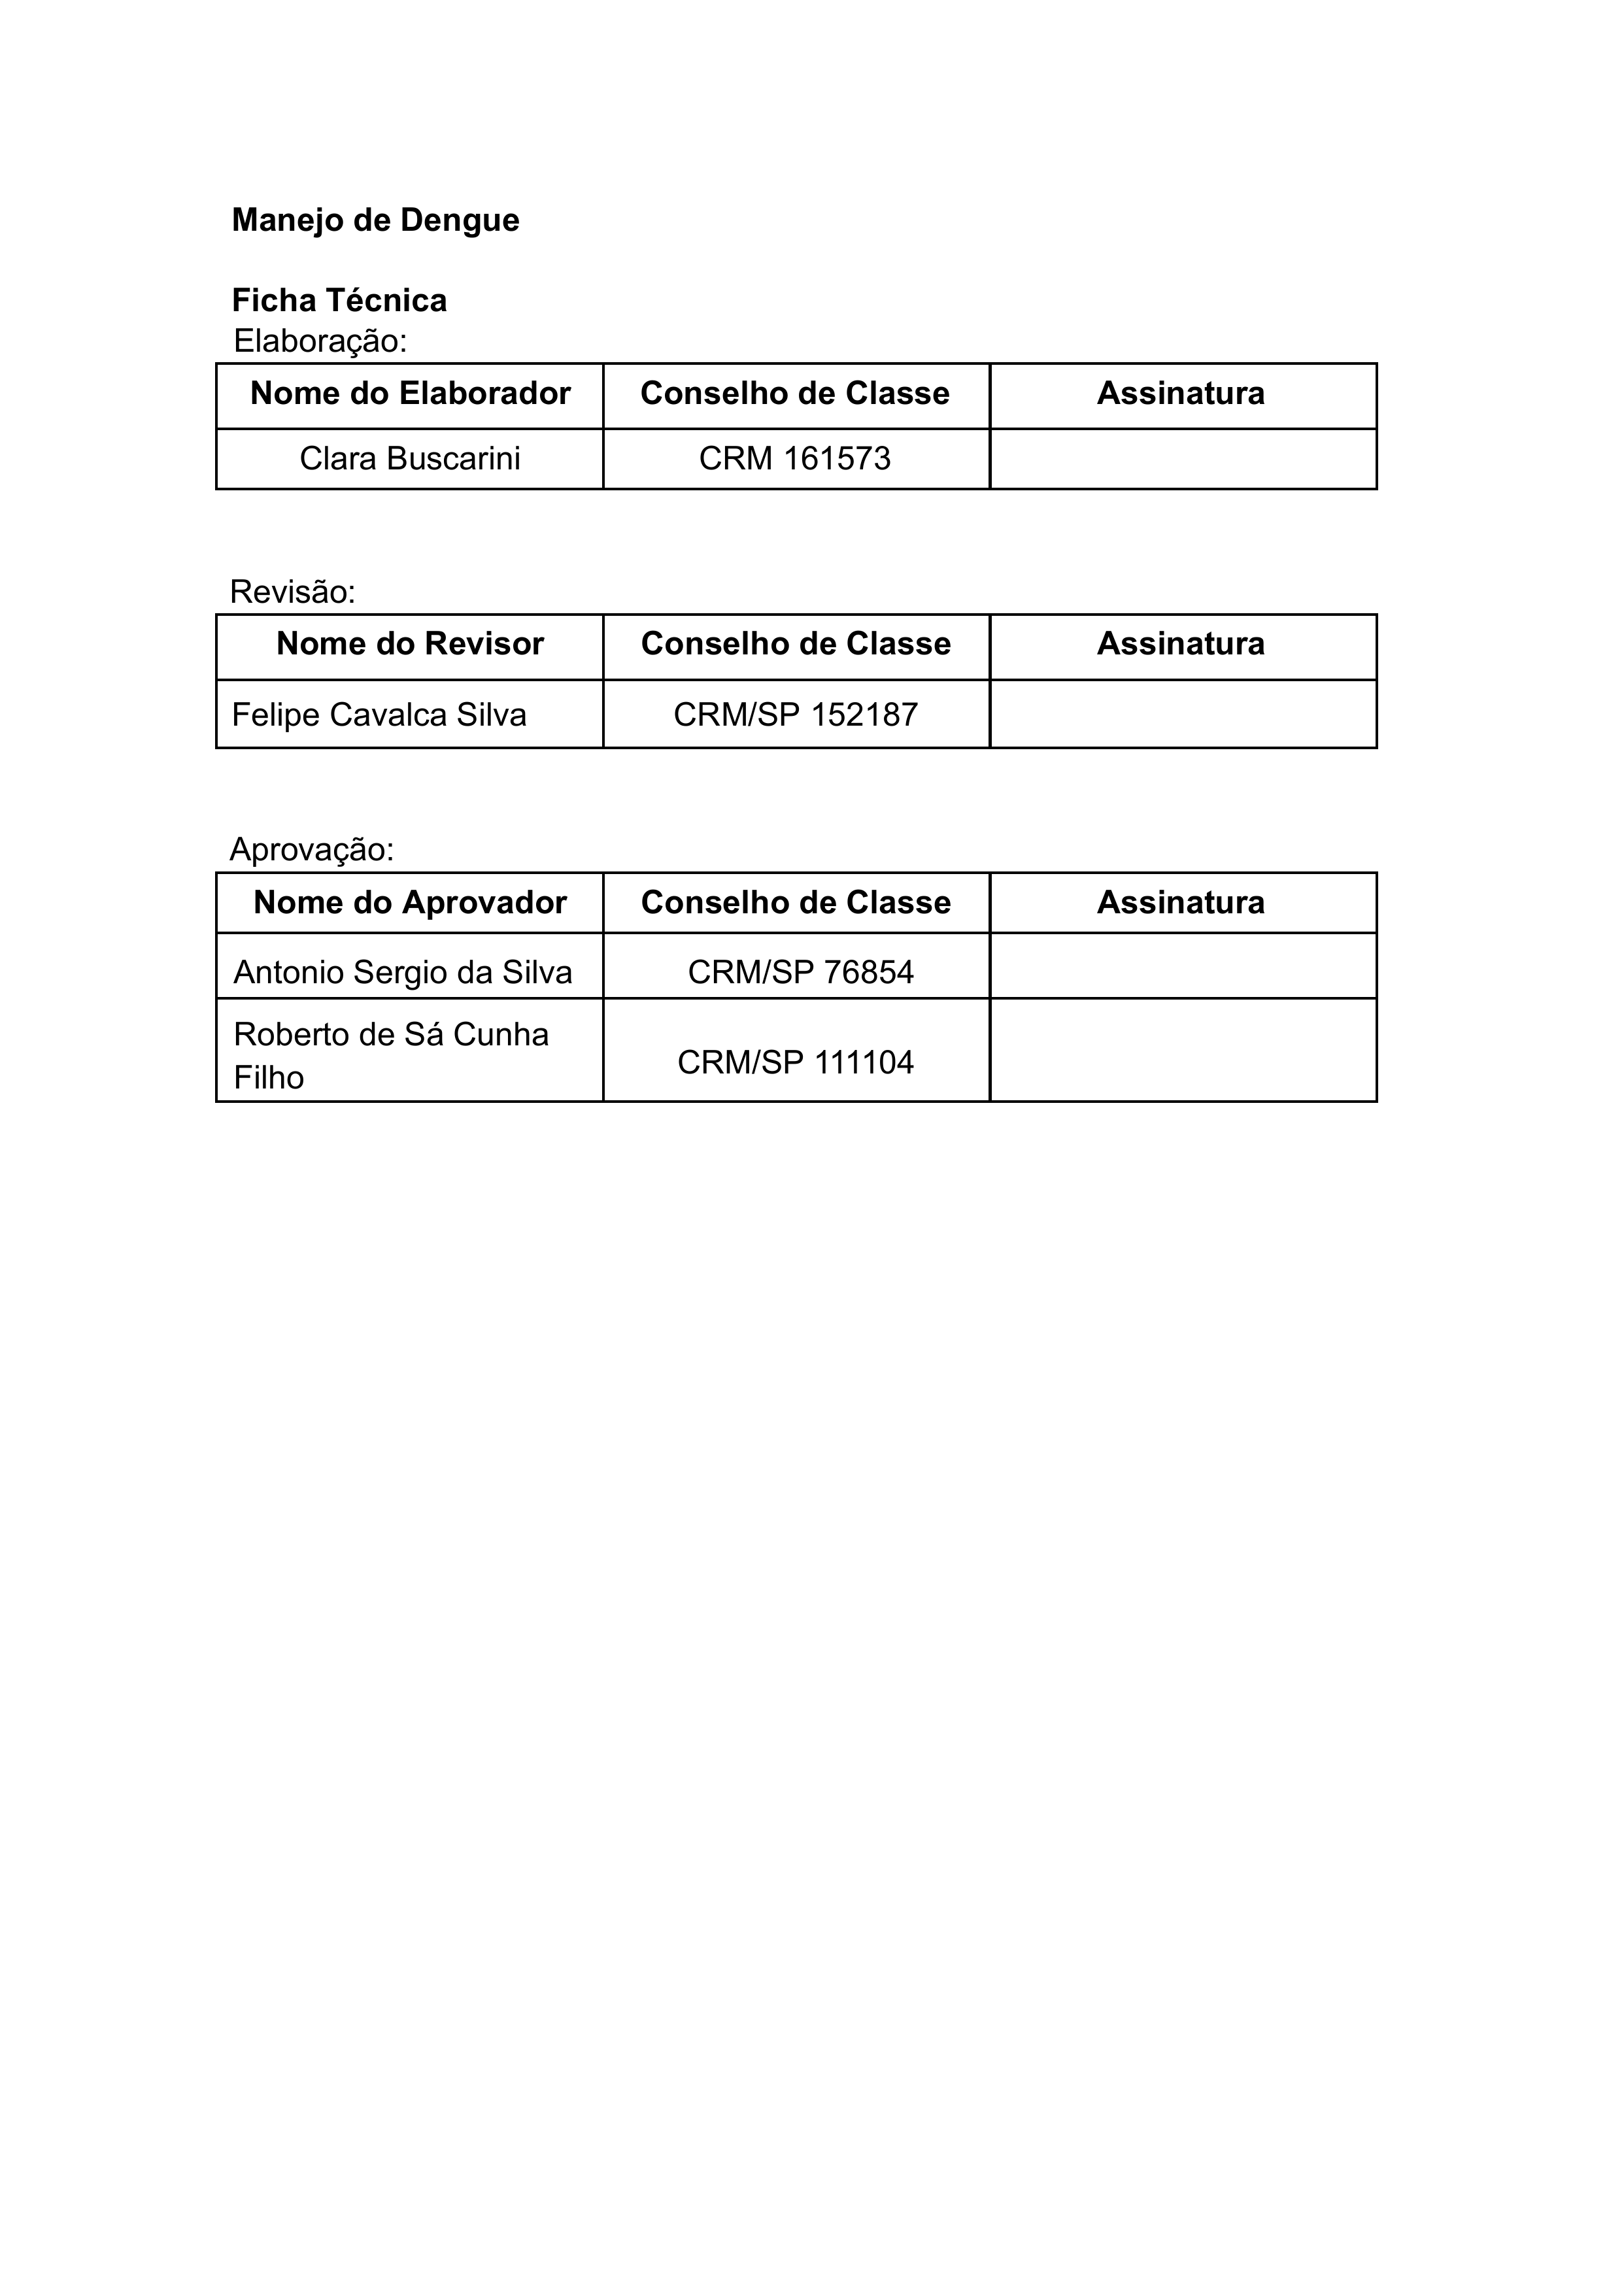 Manejo de Dengue
Ficha Técnica
Elaboração:
Nome do Elaborador Conselho de Classe Assinatura
Clara Buscarini CRM 161573
Revisão:
Nome do Revisor Conselho de Classe Assinatura
Felipe Cavalca Silva CRM/SP 152187
Aprovação:
Nome do Aprovador Conselho de Classe Assinatura
Antonio Sergio da Silva CRM/SP 76854
Roberto de Sá Cunha
Filho CRM/SP 111104